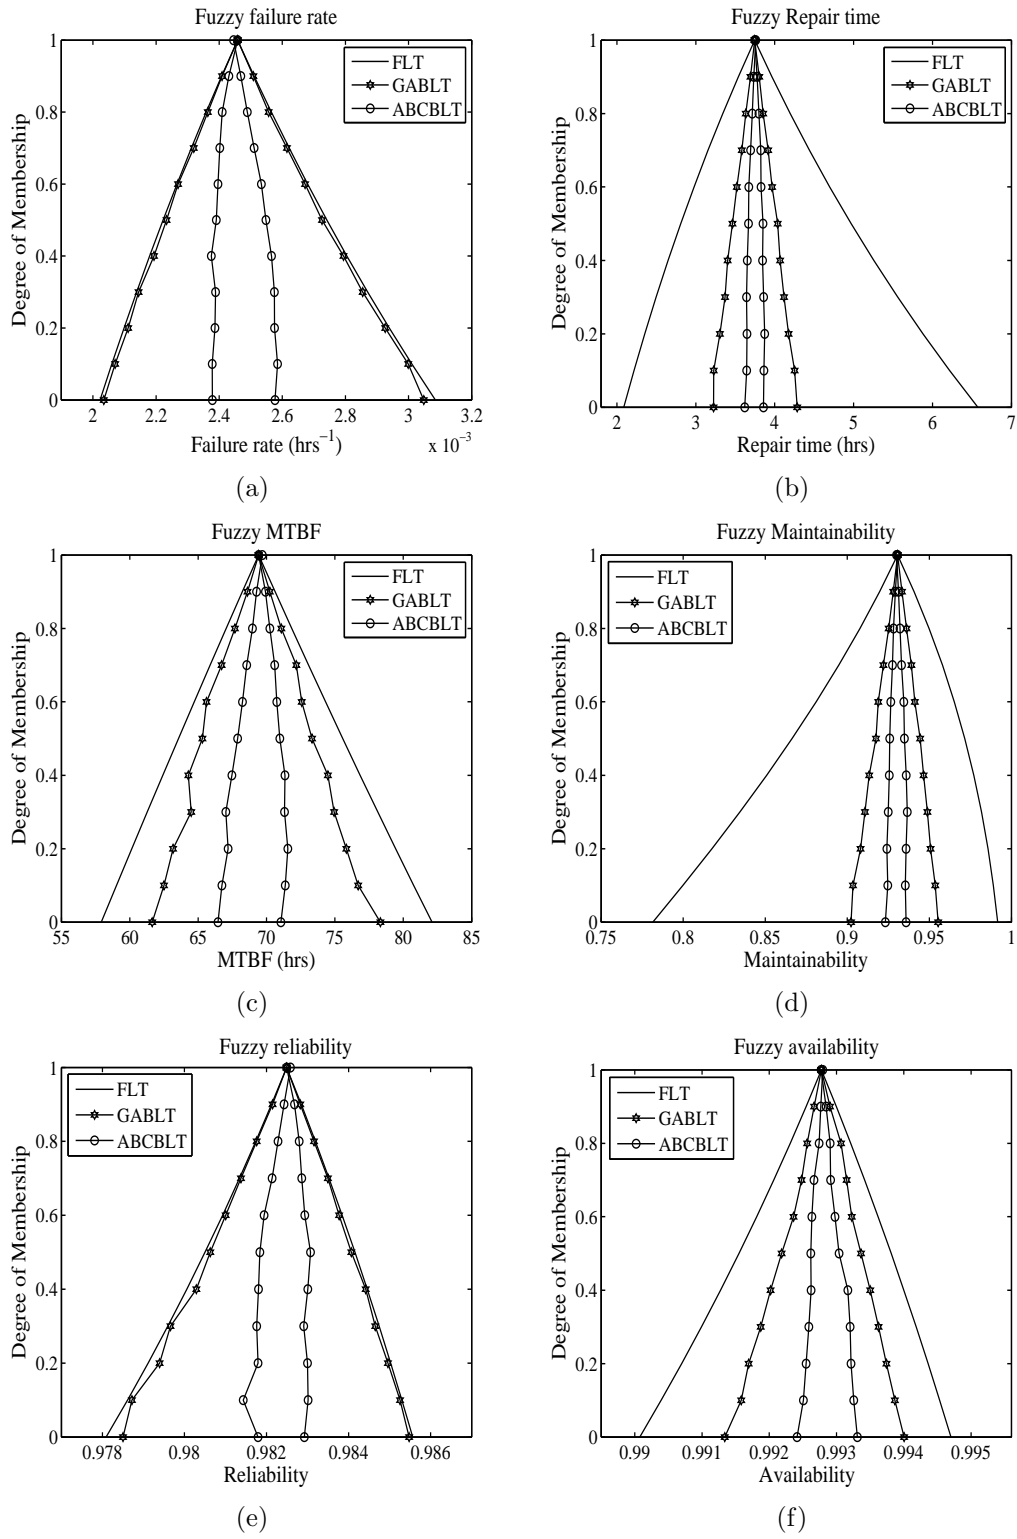 Fuzzy failure rate
1
0.8
0.6
0.4
0.2
0
Degree of Membership
FLT
GABLT
ABCBLT
2 2.2 2.4 2.6 2.8 3 3.2
Failure rate (hrs⁻¹)
x 10⁻³
(a)
Fuzzy Repair time
1
0.8
0.6
0.4
0.2
0
Degree of Membership
FLT
GABLT
ABCBLT
2 3 4 5 6 7
Repair time (hrs)
(b)
Fuzzy MTBF
1
0.8
0.6
0.4
0.2
0
Degree of Membership
FLT
GABLT
ABCBLT
55 60 65 70 75 80 85
MTBF (hrs)
(c)
Fuzzy Maintainability
1
0.8
0.6
0.4
0.2
0
Degree of Membership
FLT
GABLT
ABCBLT
0.75 0.8 0.85 0.9 0.95 1
Maintainability
(d)
Fuzzy reliability
1
0.8
0.6
0.4
0.2
0
Degree of Membership
FLT
GABLT
ABCBLT
0.978 0.98 0.982 0.984 0.986
Reliability
(e)
Fuzzy availability
1
0.8
0.6
0.4
0.2
0
Degree of Membership
FLT
GABLT
ABCBLT
0.99 0.991 0.992 0.993 0.994 0.995
Availability
(f)